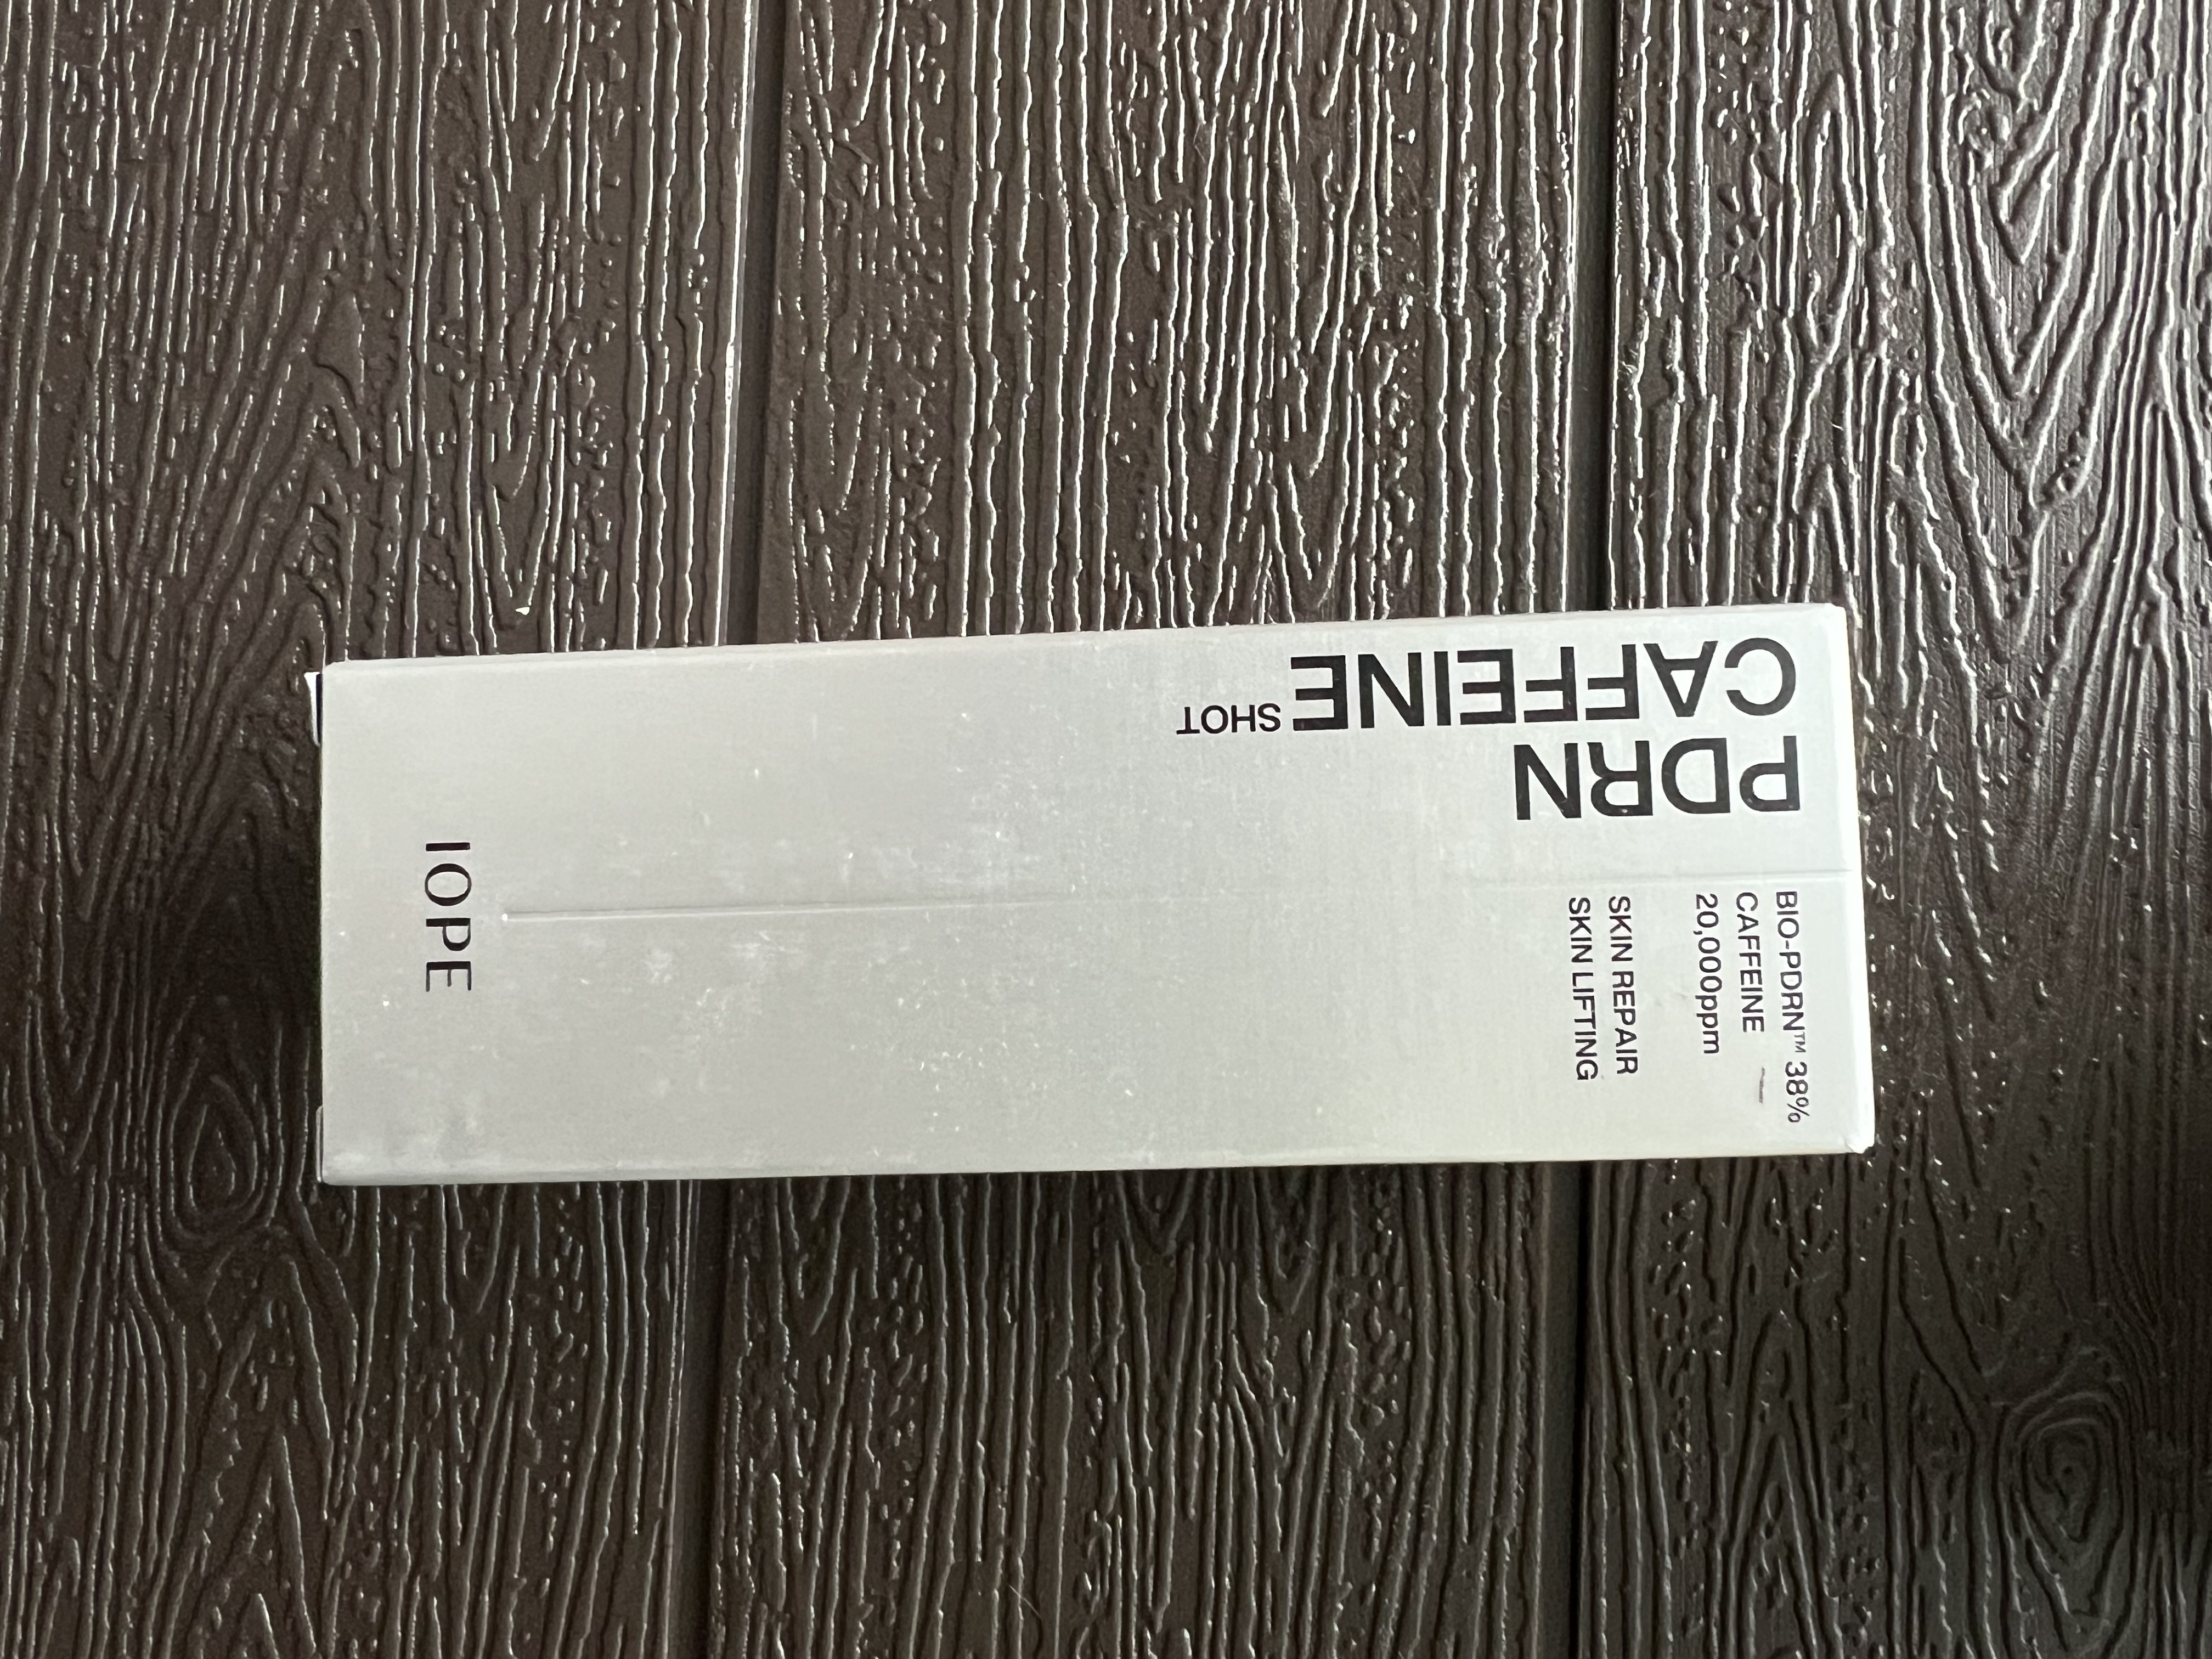 PDRN
CAFFEINE SHOT
BIO-PDRN™ 38%
CAFFEINE
20,000ppm
SKIN REPAIR
SKIN LIFTING
IOPE